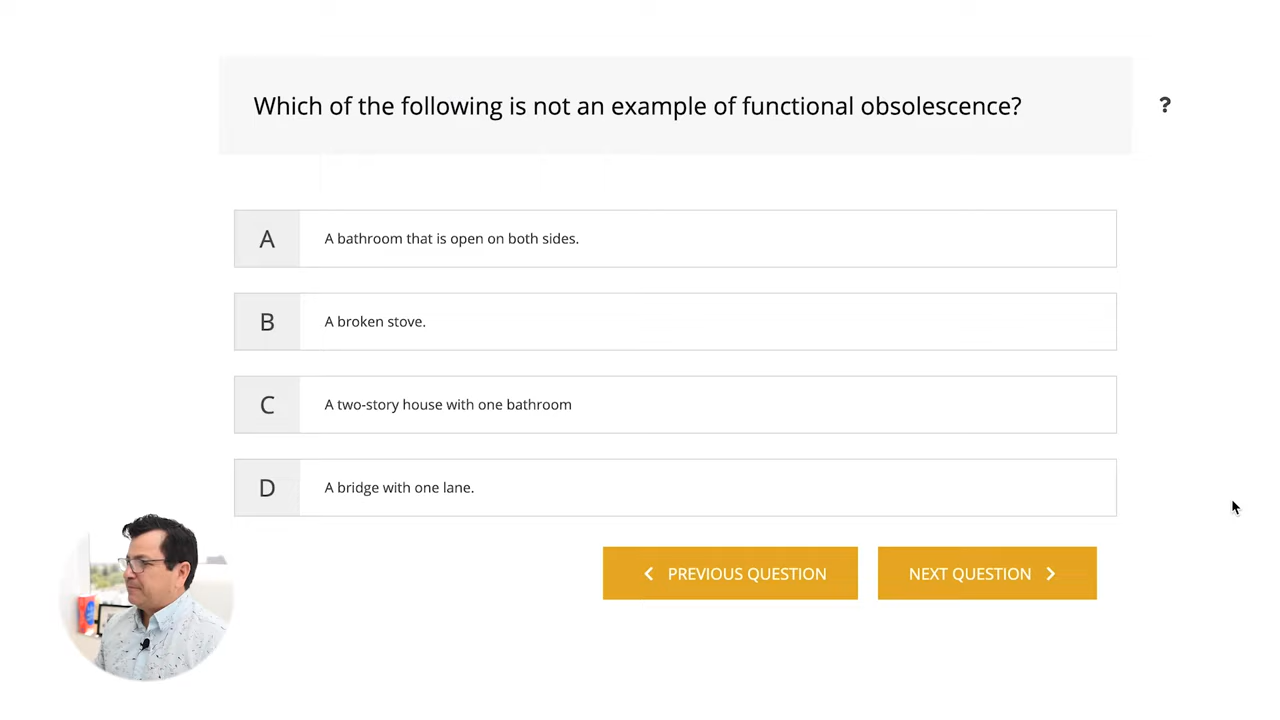 Which of the following is not an example of functional obsolescence?
?
A
A bathroom that is open on both sides.
B
A broken stove.
C
A two-story house with one bathroom
D
A bridge with one lane.
PREVIOUS QUESTION
NEXT QUESTION